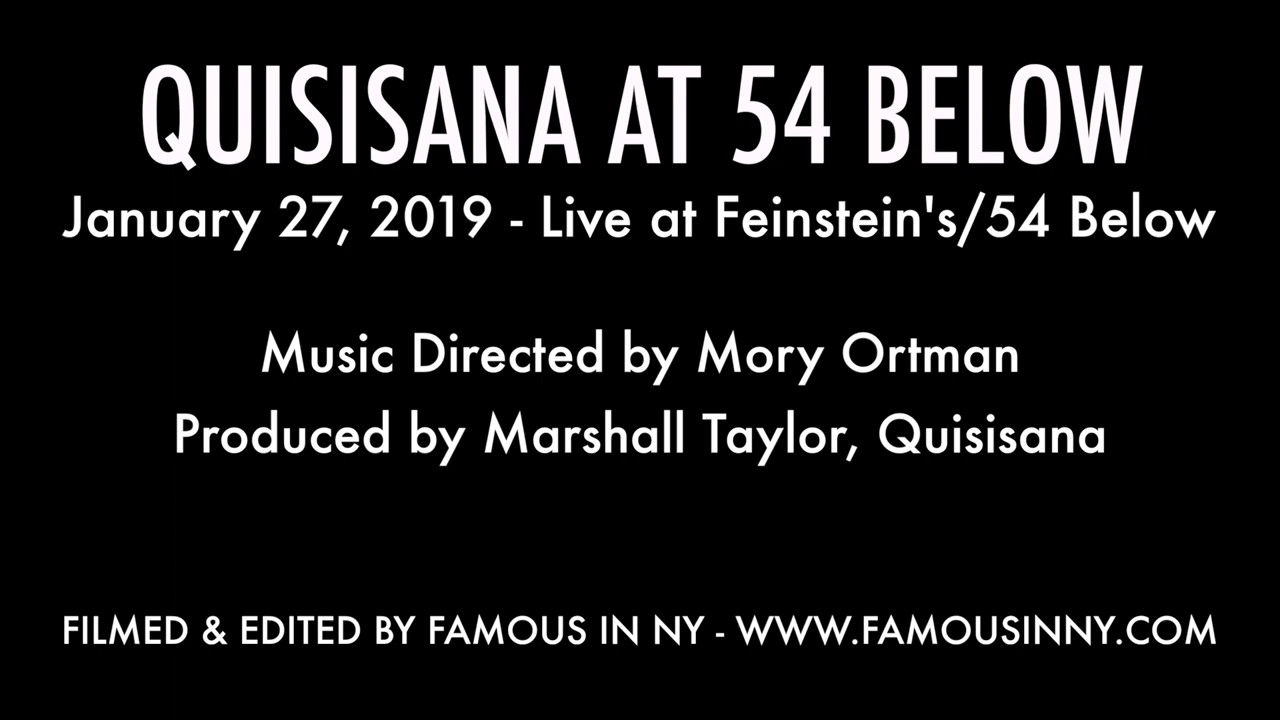 QUISISANA AT 54 BELOW
January 27, 2019 - Live at Feinstein's/54 Below
Music Directed by Mory Ortman
Produced by Marshall Taylor, Quisisana
FILMED & EDITED BY FAMOUS IN NY - WWW.FAMOUSINNY.COM